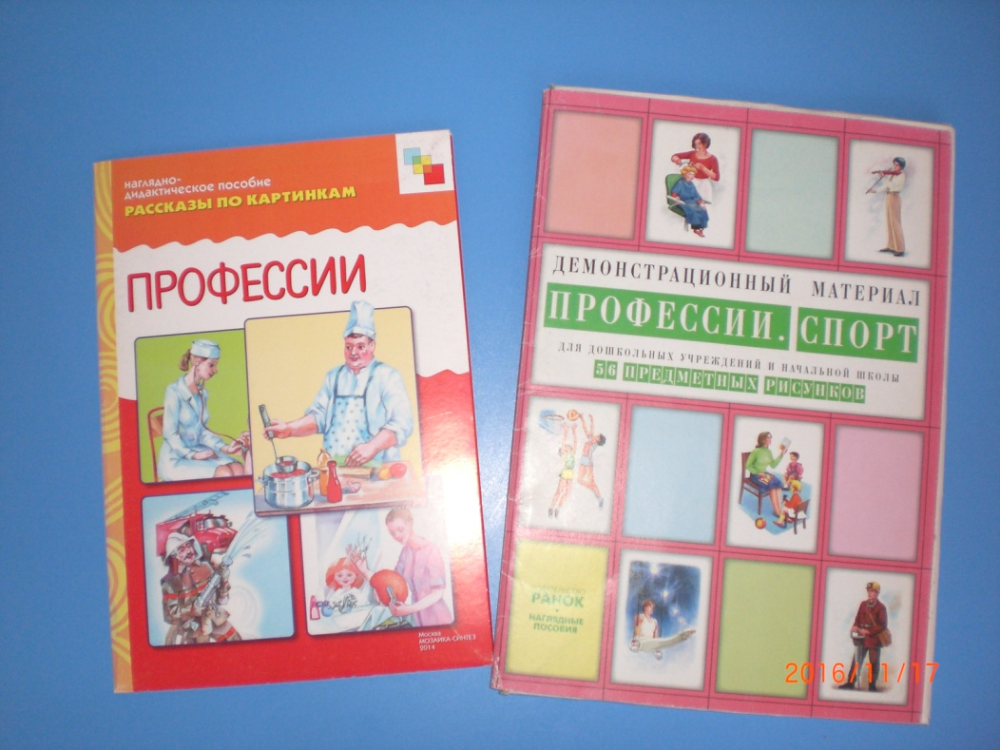 НАГЛЯДНО-
ДИДАКТИЧЕСКОЕ ПОСОБИЕ
РАССКАЗЫ ПО КАРТИНКАМ
ПРОФЕССИИ
Москва
МОЗАИКА-СИНТЕЗ
2014
ДЕМОНСТРАЦИОННЫЙ МАТЕРИАЛ
ПРОФЕССИИ. СПОРТ
ДЛЯ ДОШКОЛЬНЫХ УЧРЕЖДЕНИЙ И НАЧАЛЬНОЙ ШКОЛЫ
56 ПРЕДМЕТНЫХ РИСУНКОВ
РАНОК
НАГЛЯДНЫЕ
ПОСОБИЯ
2016/11/17